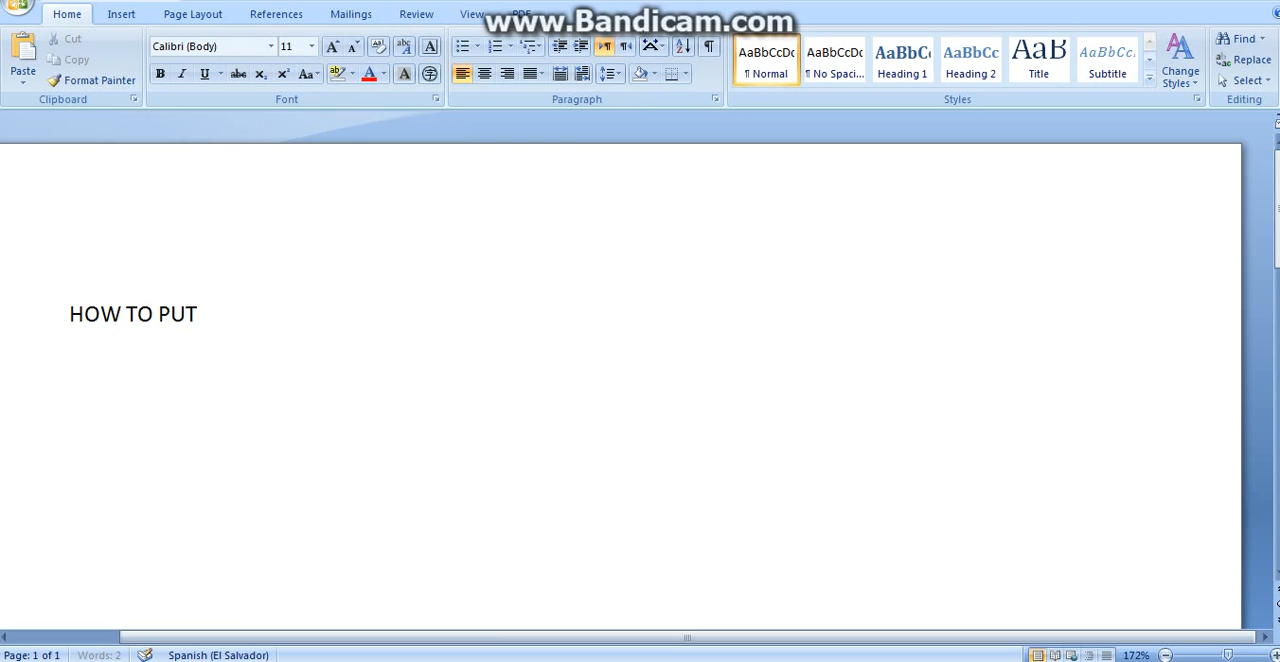 www.Bandicam.com
Home Insert Page Layout References Mailings Review View PDF
Paste
Cut
Copy
Format Painter
Clipboard
Calibri (Body) 11
Font
Paragraph
AaBbCcDc ¶ Normal
AaBbCcDc ¶ No Spaci...
AaBbC Heading 1
AaBbCc Heading 2
AaB Title
AaBbCc. Subtitle
Change Styles
Styles
Find
Replace
Select
Editing
HOW TO PUT
Page: 1 of 1 Words: 2 Spanish (El Salvador) 172%